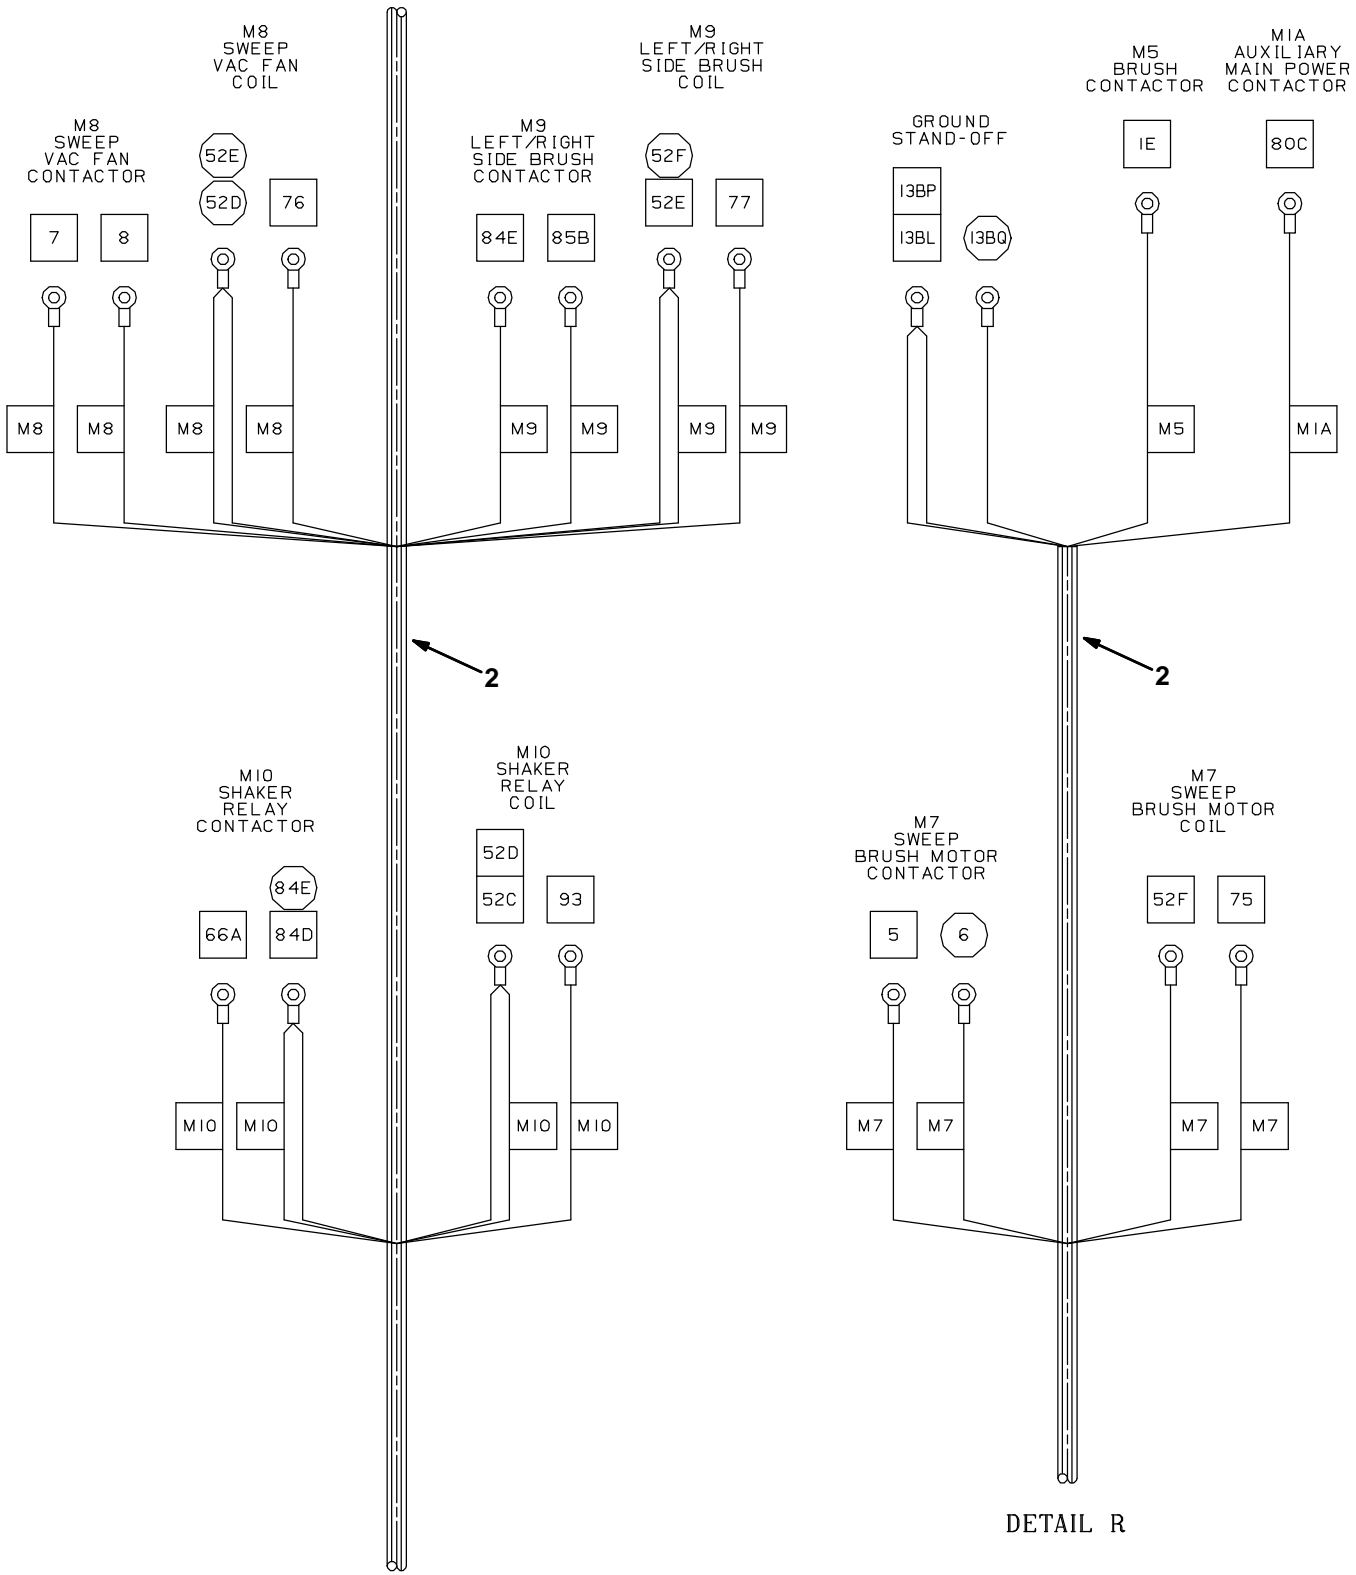 M8
SWEEP
VAC FAN
COIL
M9
LEFT/RIGHT
SIDE BRUSH
COIL
M5
BRUSH
CONTACTOR
M1A
AUXILIARY
MAIN POWER
CONTACTOR
M8
SWEEP
VAC FAN
CONTACTOR
M9
LEFT/RIGHT
SIDE BRUSH
CONTACTOR
GROUND
STAND-OFF
52E
52D
76
7
8
84E
85B
52F
52E
77
13BP
13BL
13BQ
1E
80C
M8
M8
M8
M8
M9
M9
M9
M9
M5
M1A
2
2
M10
SHAKER
RELAY
CONTACTOR
M10
SHAKER
RELAY
COIL
M7
SWEEP
BRUSH MOTOR
CONTACTOR
M7
SWEEP
BRUSH MOTOR
COIL
66A
84E
84D
52D
52C
93
5
6
52F
75
M10
M10
M10
M10
M7
M7
M7
M7
DETAIL R